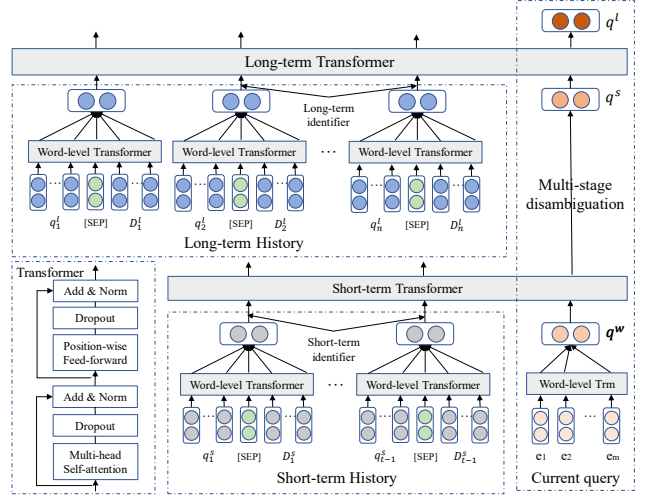 q^l
Long-term Transformer
q^s
Long-term
identifier
Word-level Transformer
Word-level Transformer
...
Word-level Transformer
q_1^l [SEP] D_1^l
q_2^l [SEP] D_2^l
q_n^l [SEP] D_n^l
Long-term History
Multi-stage
disambiguation
Transformer
Add & Norm
Dropout
Position-wise
Feed-forward
Add & Norm
Dropout
Multi-head
Self-attention
Short-term Transformer
q^w
Short-term
identifier
Word-level Transformer
...
Word-level Transformer
Word-level Trm
q_1^s [SEP] D_1^s
q_{t-1}^s [SEP] D_{t-1}^s
e_1 e_2 ... e_m
Short-term History
Current query